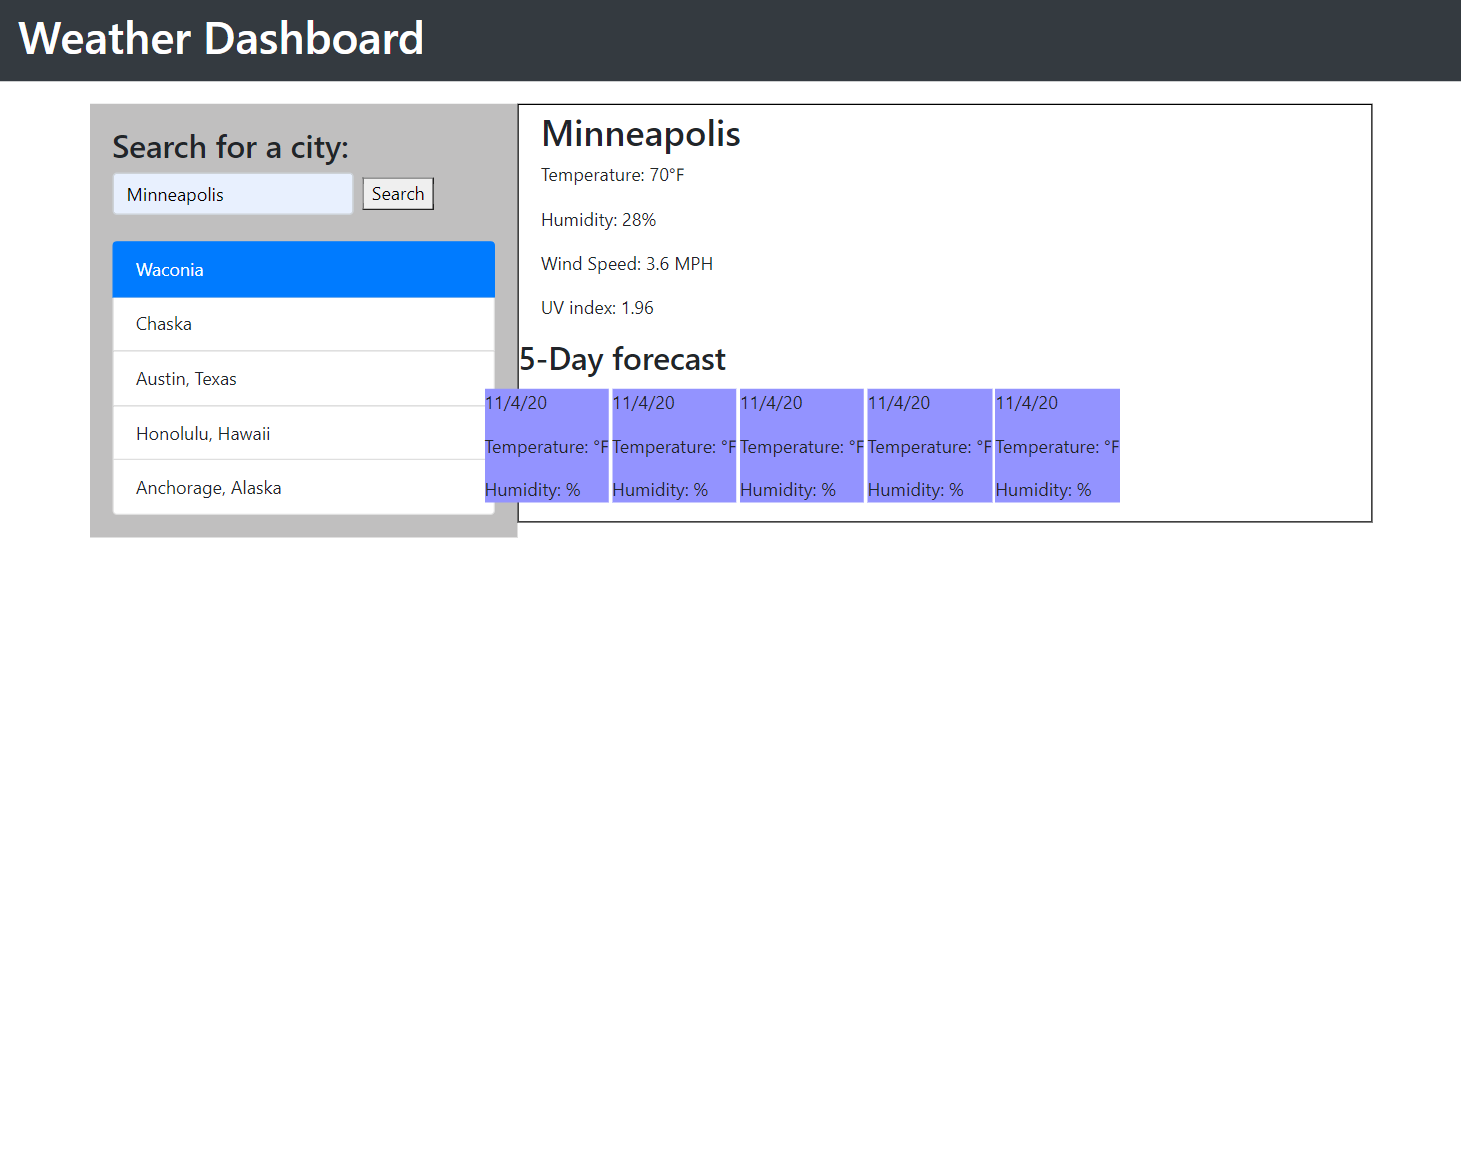 Weather Dashboard
Search for a city:
Minneapolis
Search
Waconia
Chaska
Austin, Texas
Honolulu, Hawaii
Anchorage, Alaska
Minneapolis
Temperature: 70°F
Humidity: 28%
Wind Speed: 3.6 MPH
UV index: 1.96
5-Day forecast
11/4/20 11/4/20 11/4/20 11/4/20 11/4/20
Temperature: °F Temperature: °F Temperature: °F Temperature: °F Temperature: °F
Humidity: % Humidity: % Humidity: % Humidity: % Humidity: %